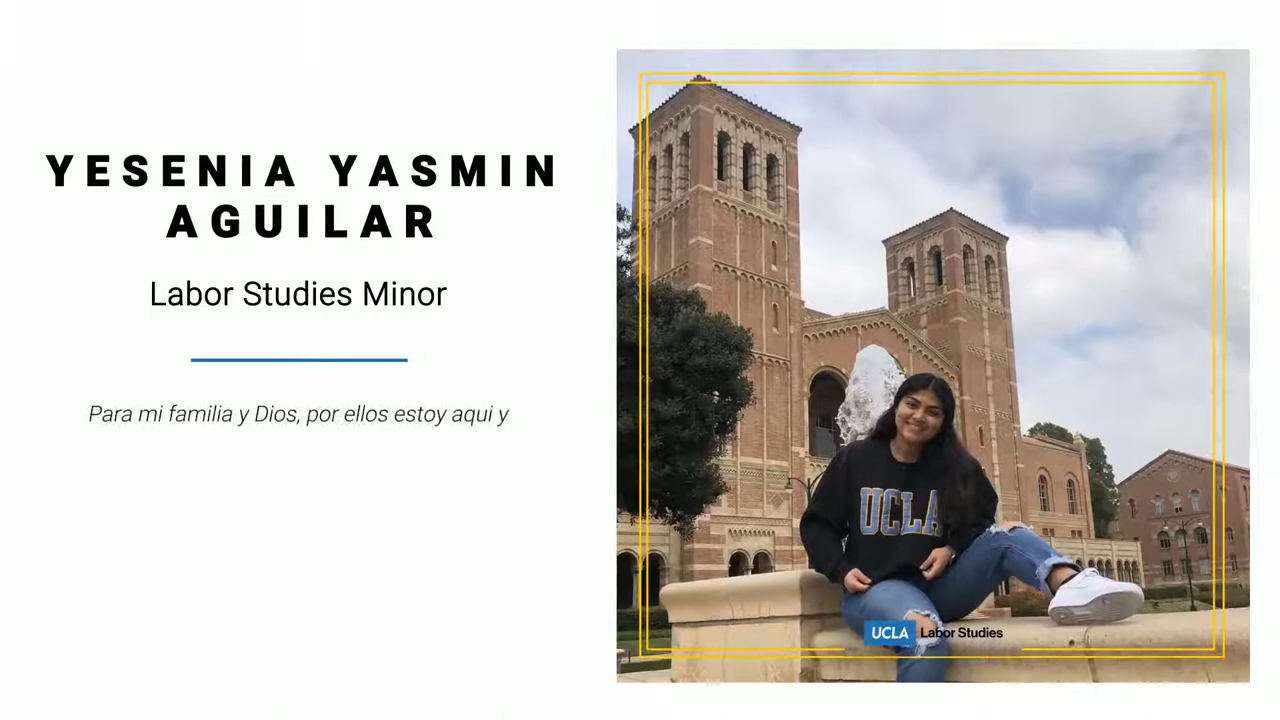 YESENIA YASMIN
AGUILAR
Labor Studies Minor
Para mi familia y Dios, por ellos estoy aqui y
UCLA
UCLA Labor Studies